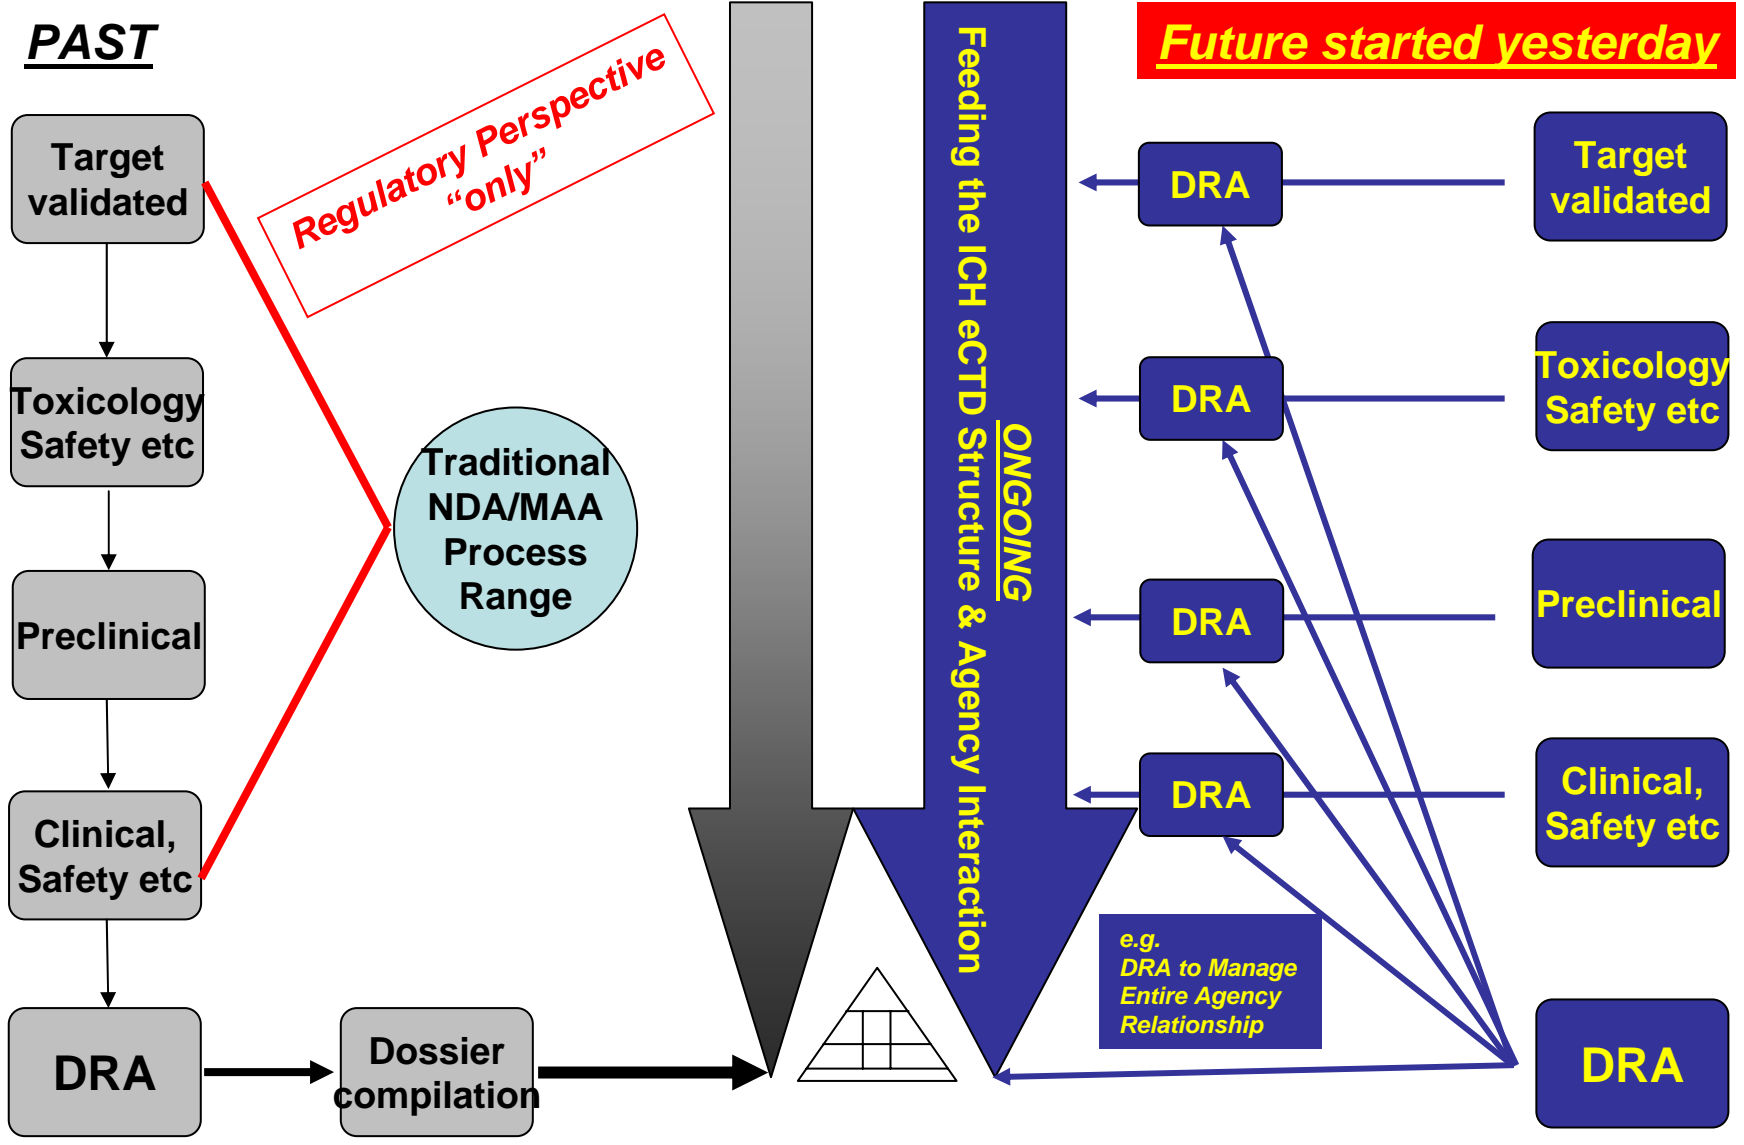 PAST
Target
validated
Toxicology
Safety etc
Preclinical
Clinical,
Safety etc
DRA
Dossier
compilation
Regulatory Perspective
“only”
Traditional
NDA/MAA
Process
Range
ONGOING
Feeding the ICH eCTD Structure & Agency Interaction
Future started yesterday
DRA
Target
validated
DRA
Toxicology
Safety etc
DRA
Preclinical
DRA
Clinical,
Safety etc
e.g.
DRA to Manage
Entire Agency
Relationship
DRA